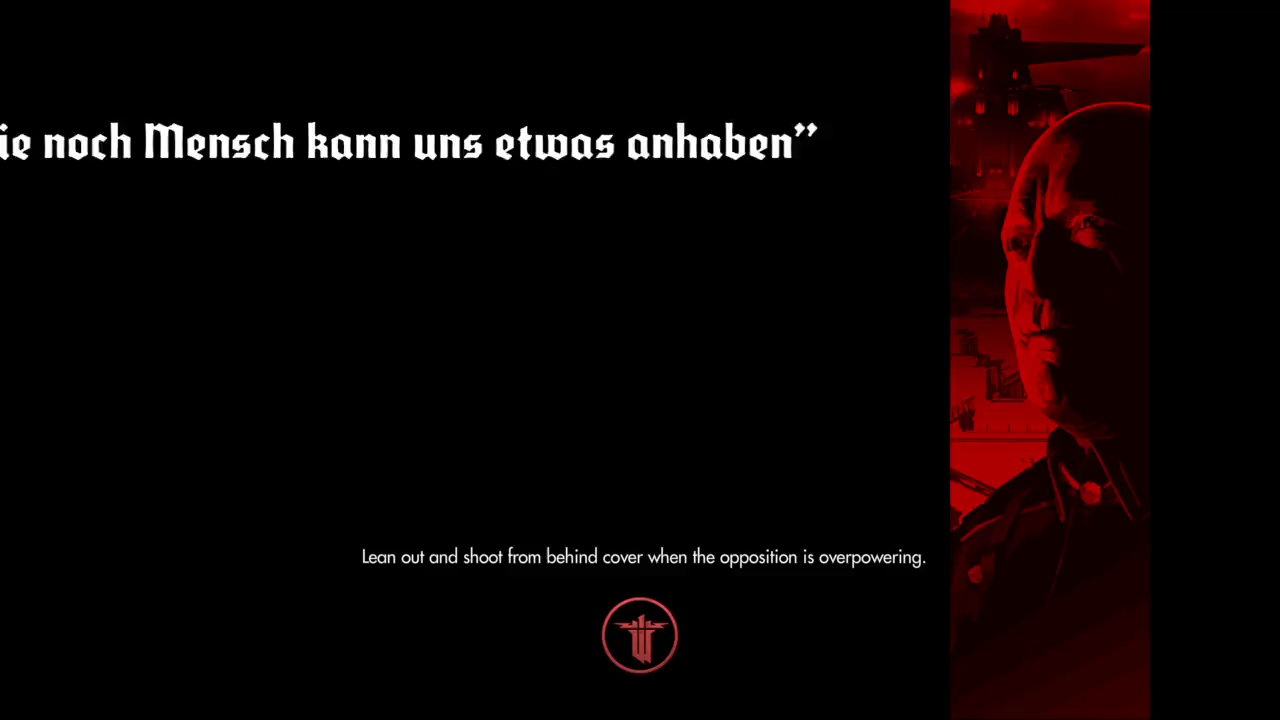 ie noch Mensch kann uns etwas anhaben”
Lean out and shoot from behind cover when the opposition is overpowering.